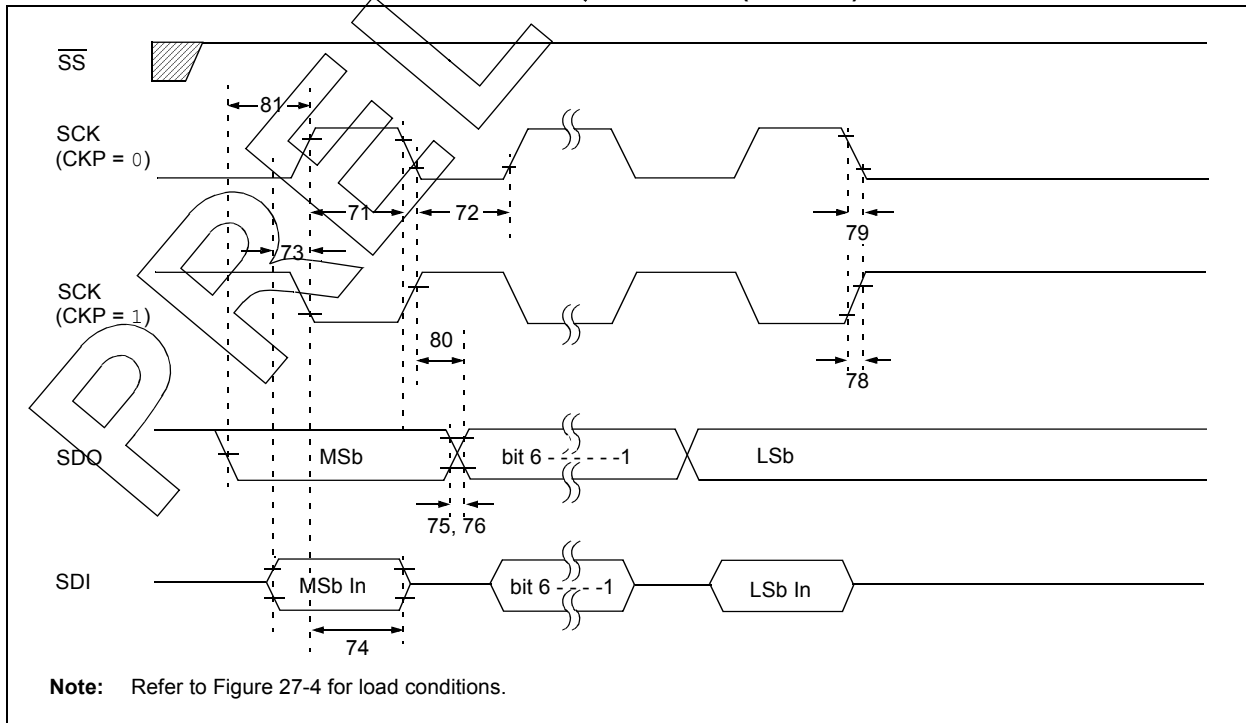 SS
81
SCK
(CKP = 0)
71
72
79
73
SCK
(CKP = 1)
80
78
SDO
MSb
bit 6 - - - - - - -1
LSb
75, 76
SDI
MSb In
bit 6 - - - - -1
LSb In
74
Note: Refer to Figure 27-4 for load conditions.
PREL